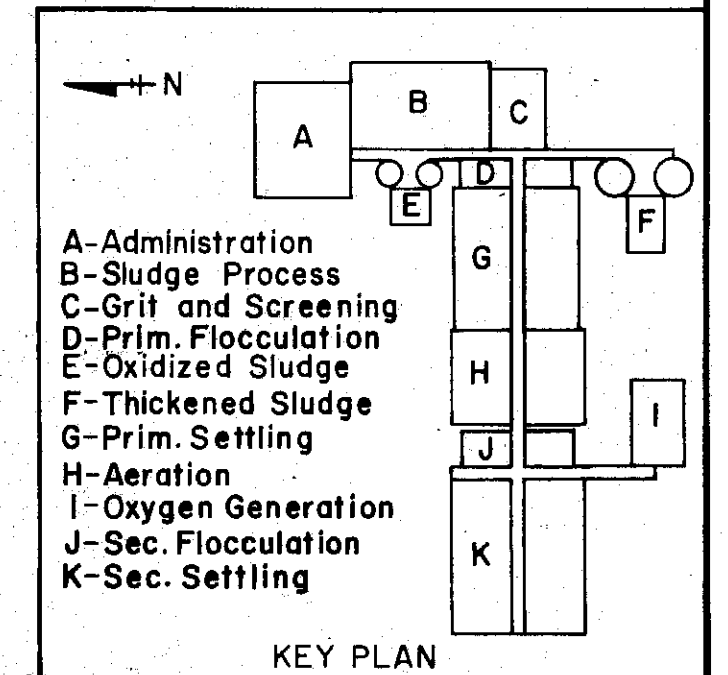 N
A
B
C
D
E
F
G
H
I
J
K
A-Administration
B-Sludge Process
C-Grit and Screening
D-Prim. Flocculation
E-Oxidized Sludge
F-Thickened Sludge
G-Prim. Settling
H-Aeration
I-Oxygen Generation
J-Sec. Flocculation
K-Sec. Settling
KEY PLAN